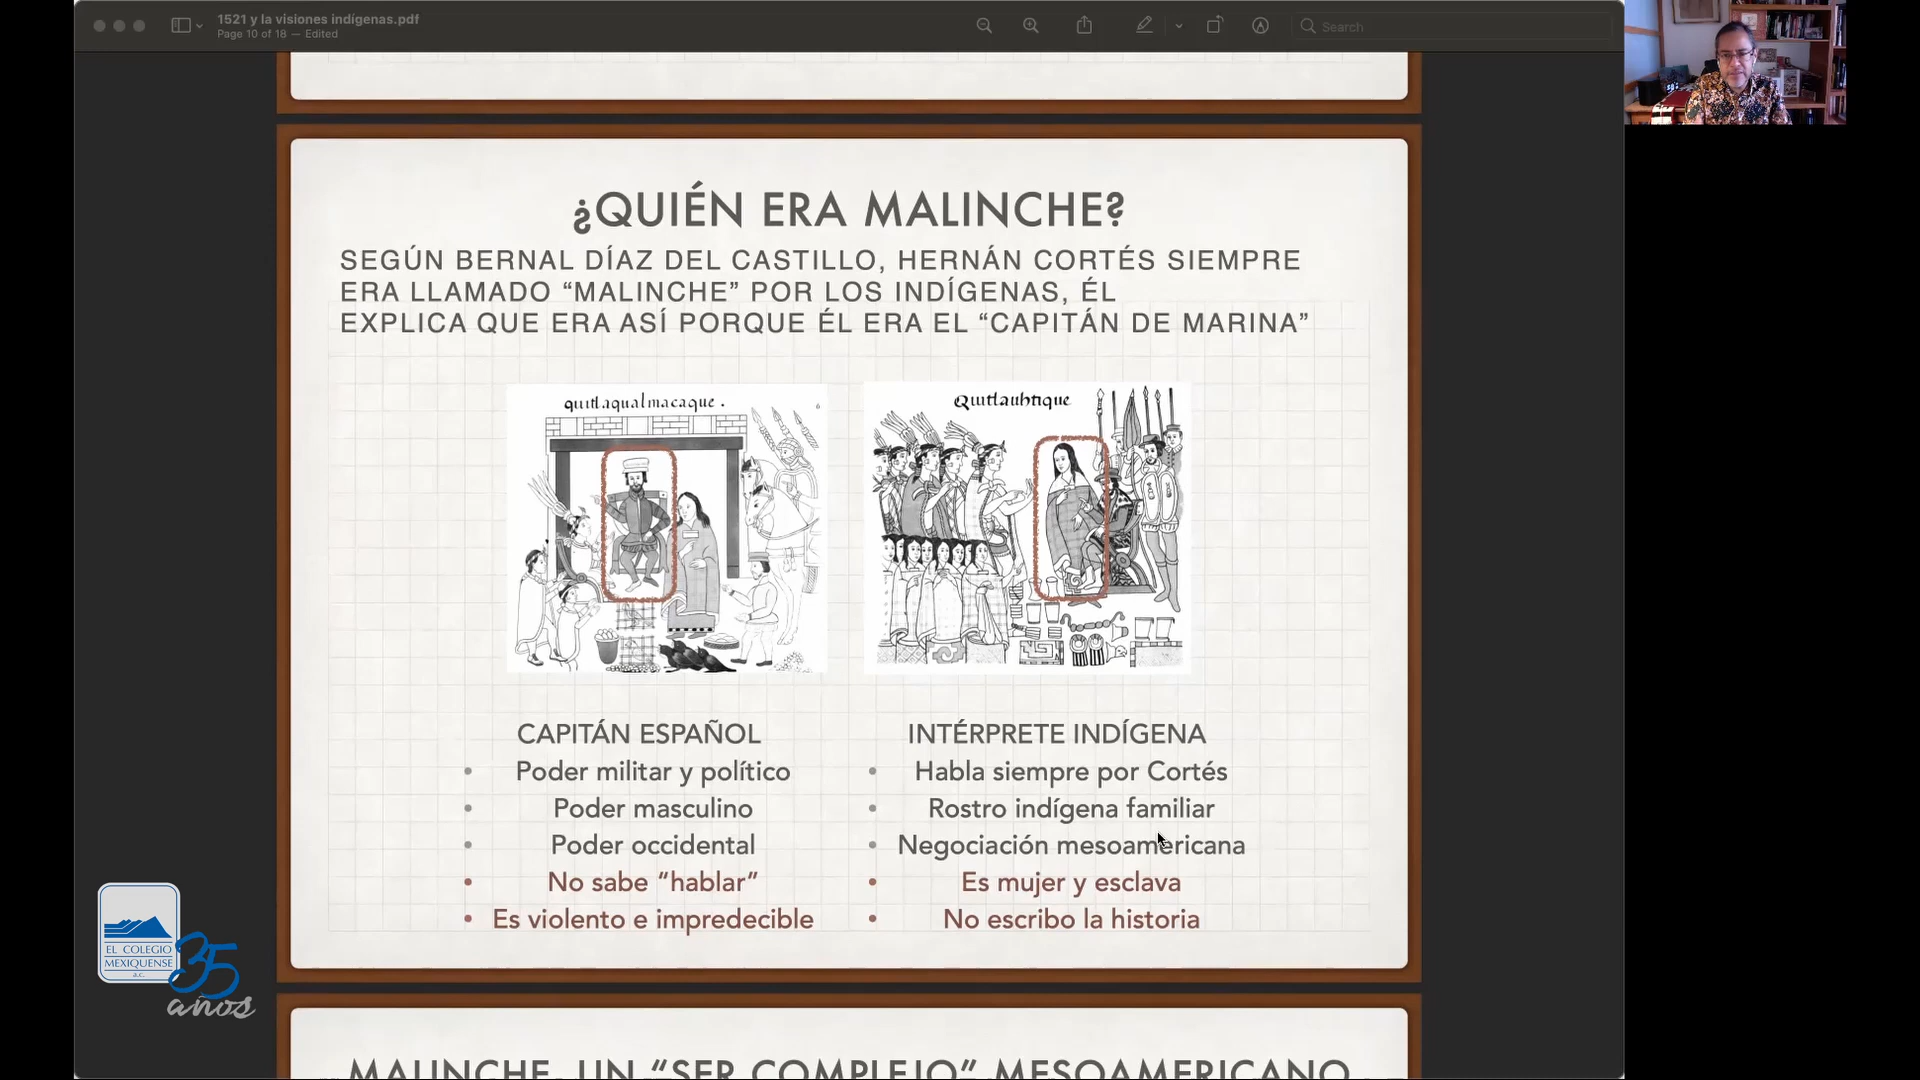 1521 y la visiones indígenas.pdf
Page 10 of 18 — Edited
Search
¿QUIÉN ERA MALINCHE?
SEGÚN BERNAL DÍAZ DEL CASTILLO, HERNÁN CORTÉS SIEMPRE
ERA LLAMADO “MALINCHE” POR LOS INDÍGENAS, ÉL
EXPLICA QUE ERA ASÍ PORQUE ÉL ERA EL “CAPITÁN DE MARINA”
quitlaqualmacaque .
6
Quitlauhtique
CAPITÁN ESPAÑOL
• Poder militar y político
• Poder masculino
• Poder occidental
• No sabe “hablar”
• Es violento e impredecible
INTÉRPRETE INDÍGENA
• Habla siempre por Cortés
• Rostro indígena familiar
• Negociación mesoamericana
• Es mujer y esclava
• No escribo la historia
EL COLEGIO
MEXIQUENSE
a.c.
35
años
MALINCHE, UN “SER COMPLEJO” MESOAMERICANO